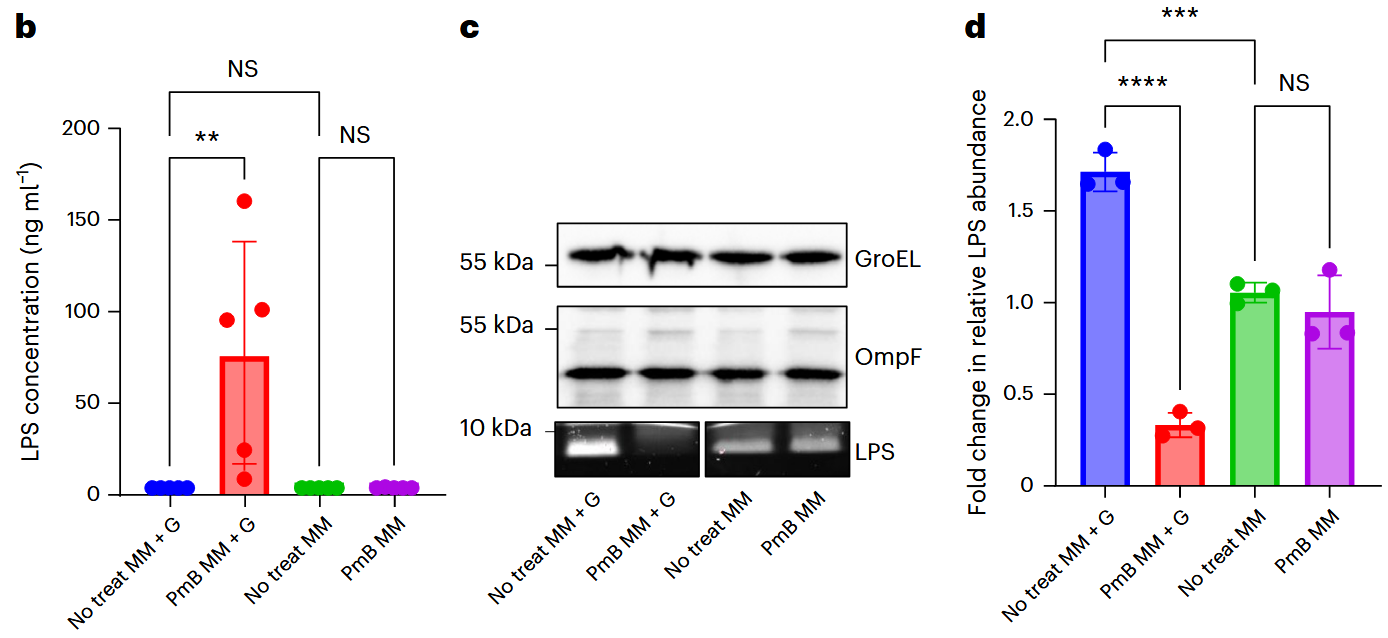 b
NS
**
NS
LPS concentration (ng ml⁻¹)
200
150
100
50
0
No treat MM + G
PmB MM + G
No treat MM
PmB MM
c
55 kDa
GroEL
55 kDa
OmpF
10 kDa
LPS
No treat MM + G
PmB MM + G
No treat MM
PmB MM
d
***
****
NS
Fold change in relative LPS abundance
2.0
1.5
1.0
0.5
0
No treat MM + G
PmB MM + G
No treat MM
PmB MM